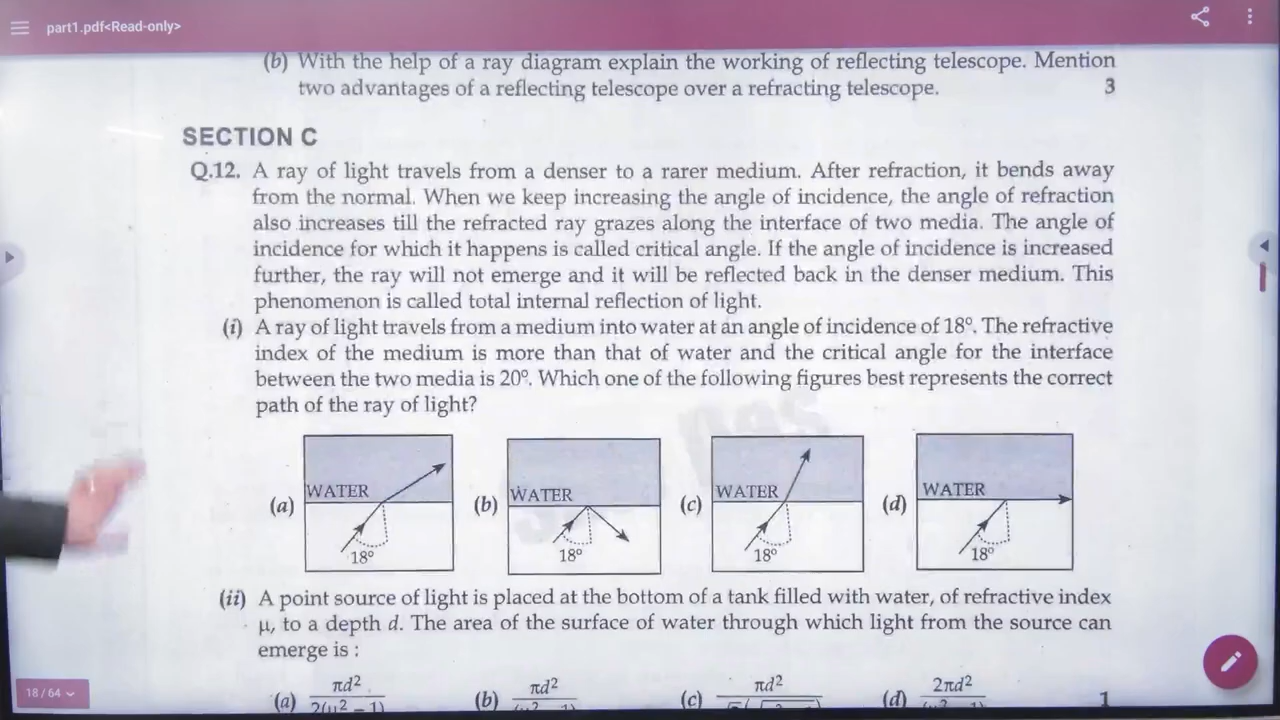 part1.pdf<Read-only>
(b) With the help of a ray diagram explain the working of reflecting telescope. Mention
two advantages of a reflecting telescope over a refracting telescope. 3
SECTION C
Q.12. A ray of light travels from a denser to a rarer medium. After refraction, it bends away
from the normal. When we keep increasing the angle of incidence, the angle of refraction
also increases till the refracted ray grazes along the interface of two media. The angle of
incidence for which it happens is called critical angle. If the angle of incidence is increased
further, the ray will not emerge and it will be reflected back in the denser medium. This
phenomenon is called total internal reflection of light.
(i) A ray of light travels from a medium into water at an angle of incidence of 18°. The refractive
index of the medium is more than that of water and the critical angle for the interface
between the two media is 20°. Which one of the following figures best represents the correct
path of the ray of light?
(a) WATER 18° (b) WATER 18° (c) WATER 18° (d) WATER 18°
(ii) A point source of light is placed at the bottom of a tank filled with water, of refractive index
μ, to a depth d. The area of the surface of water through which light from the source can
emerge is :
(a) πd² / 2(μ² – 1) (b) πd² (c) πd² (d) 2πd² 1
18 / 64